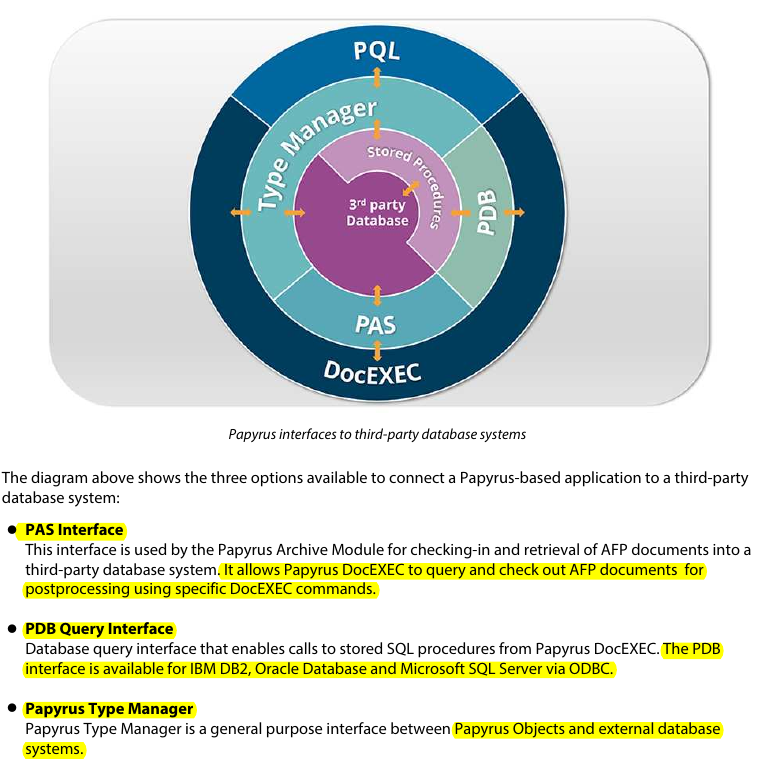 PQL
Type Manager
Stored Procedures
3rd party
Database
PDB
PAS
DocEXEC
Papyrus interfaces to third-party database systems
The diagram above shows the three options available to connect a Papyrus-based application to a third-party
database system:
● PAS Interface
This interface is used by the Papyrus Archive Module for checking-in and retrieval of AFP documents into a
third-party database system. It allows Papyrus DocEXEC to query and check out AFP documents for
postprocessing using specific DocEXEC commands.
● PDB Query Interface
Database query interface that enables calls to stored SQL procedures from Papyrus DocEXEC. The PDB
interface is available for IBM DB2, Oracle Database and Microsoft SQL Server via ODBC.
● Papyrus Type Manager
Papyrus Type Manager is a general purpose interface between Papyrus Objects and external database
systems.